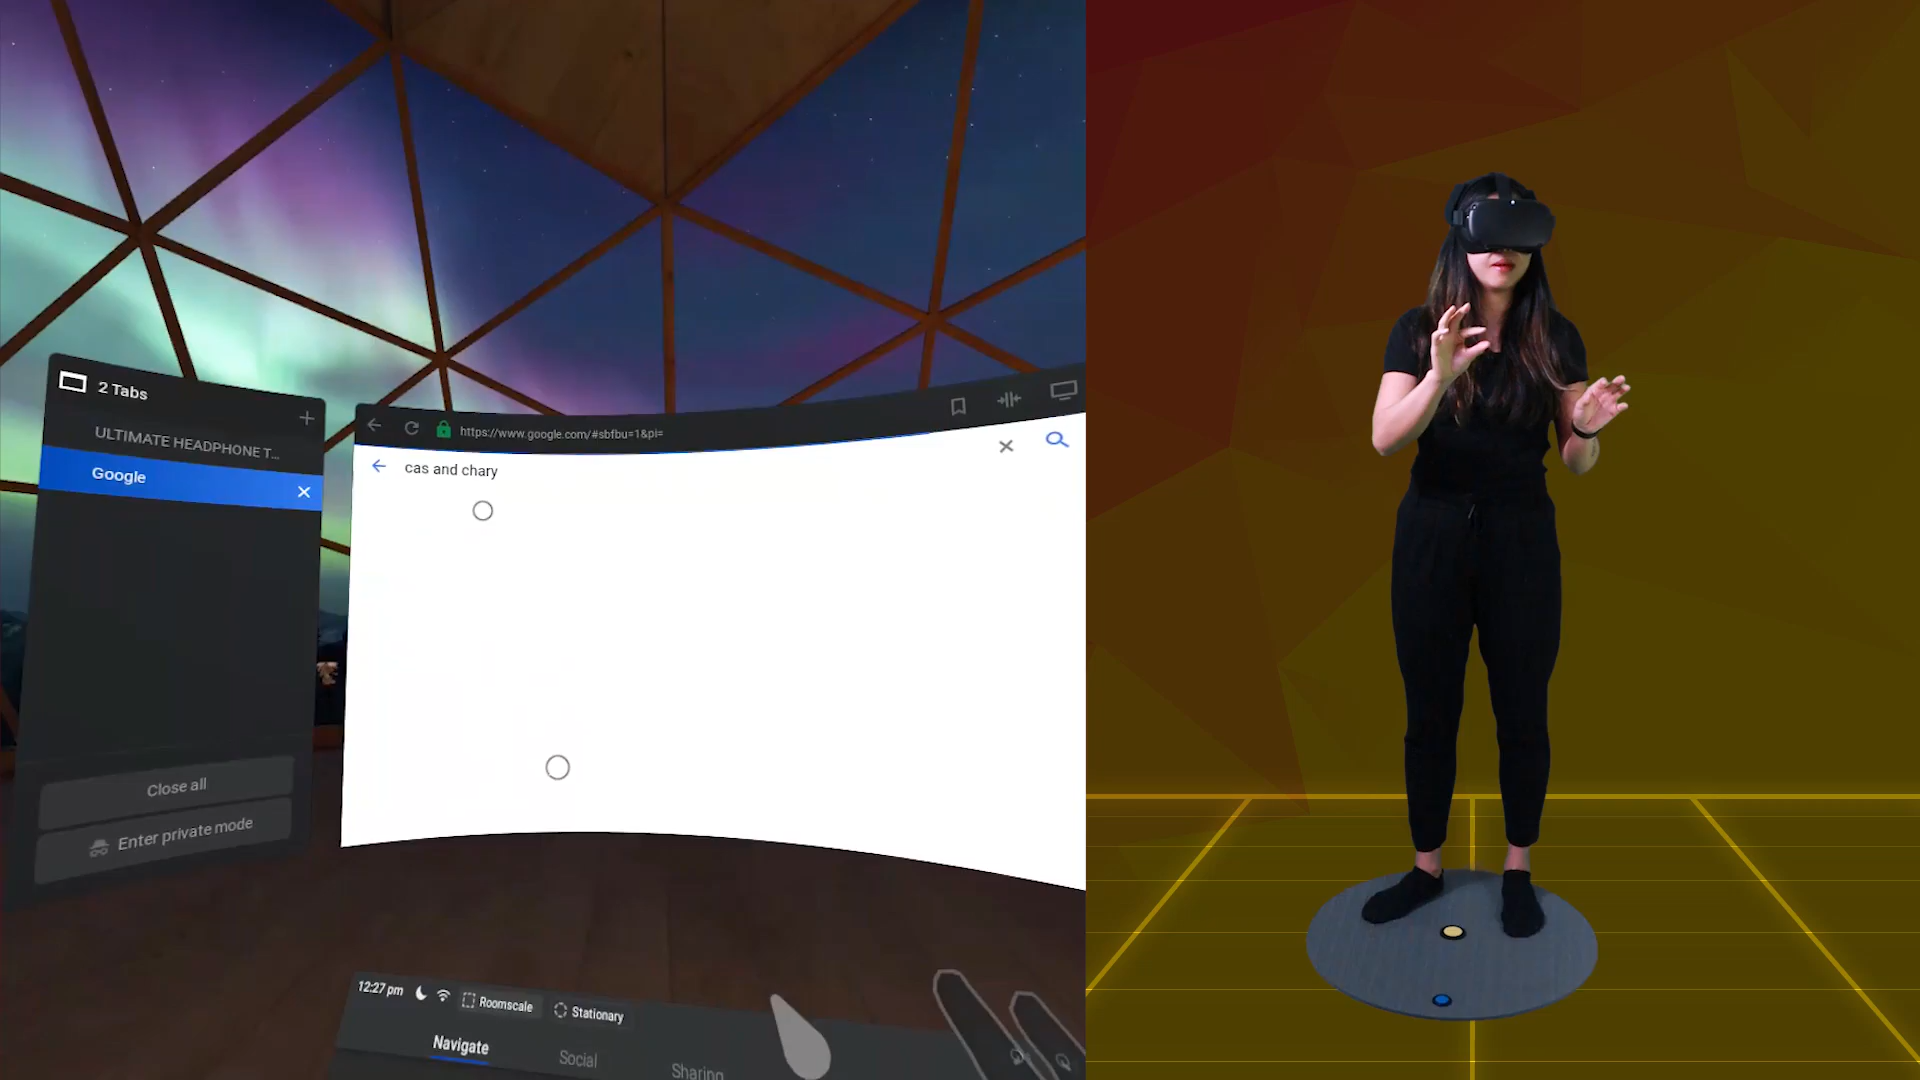 2 Tabs
ULTIMATE HEADPHONE T...
Google
Close all
Enter private mode
https://www.google.com/#sbfbu=1&pi=
cas and chary
12:27 pm
Roomscale
Stationary
Navigate
Social
Sharing